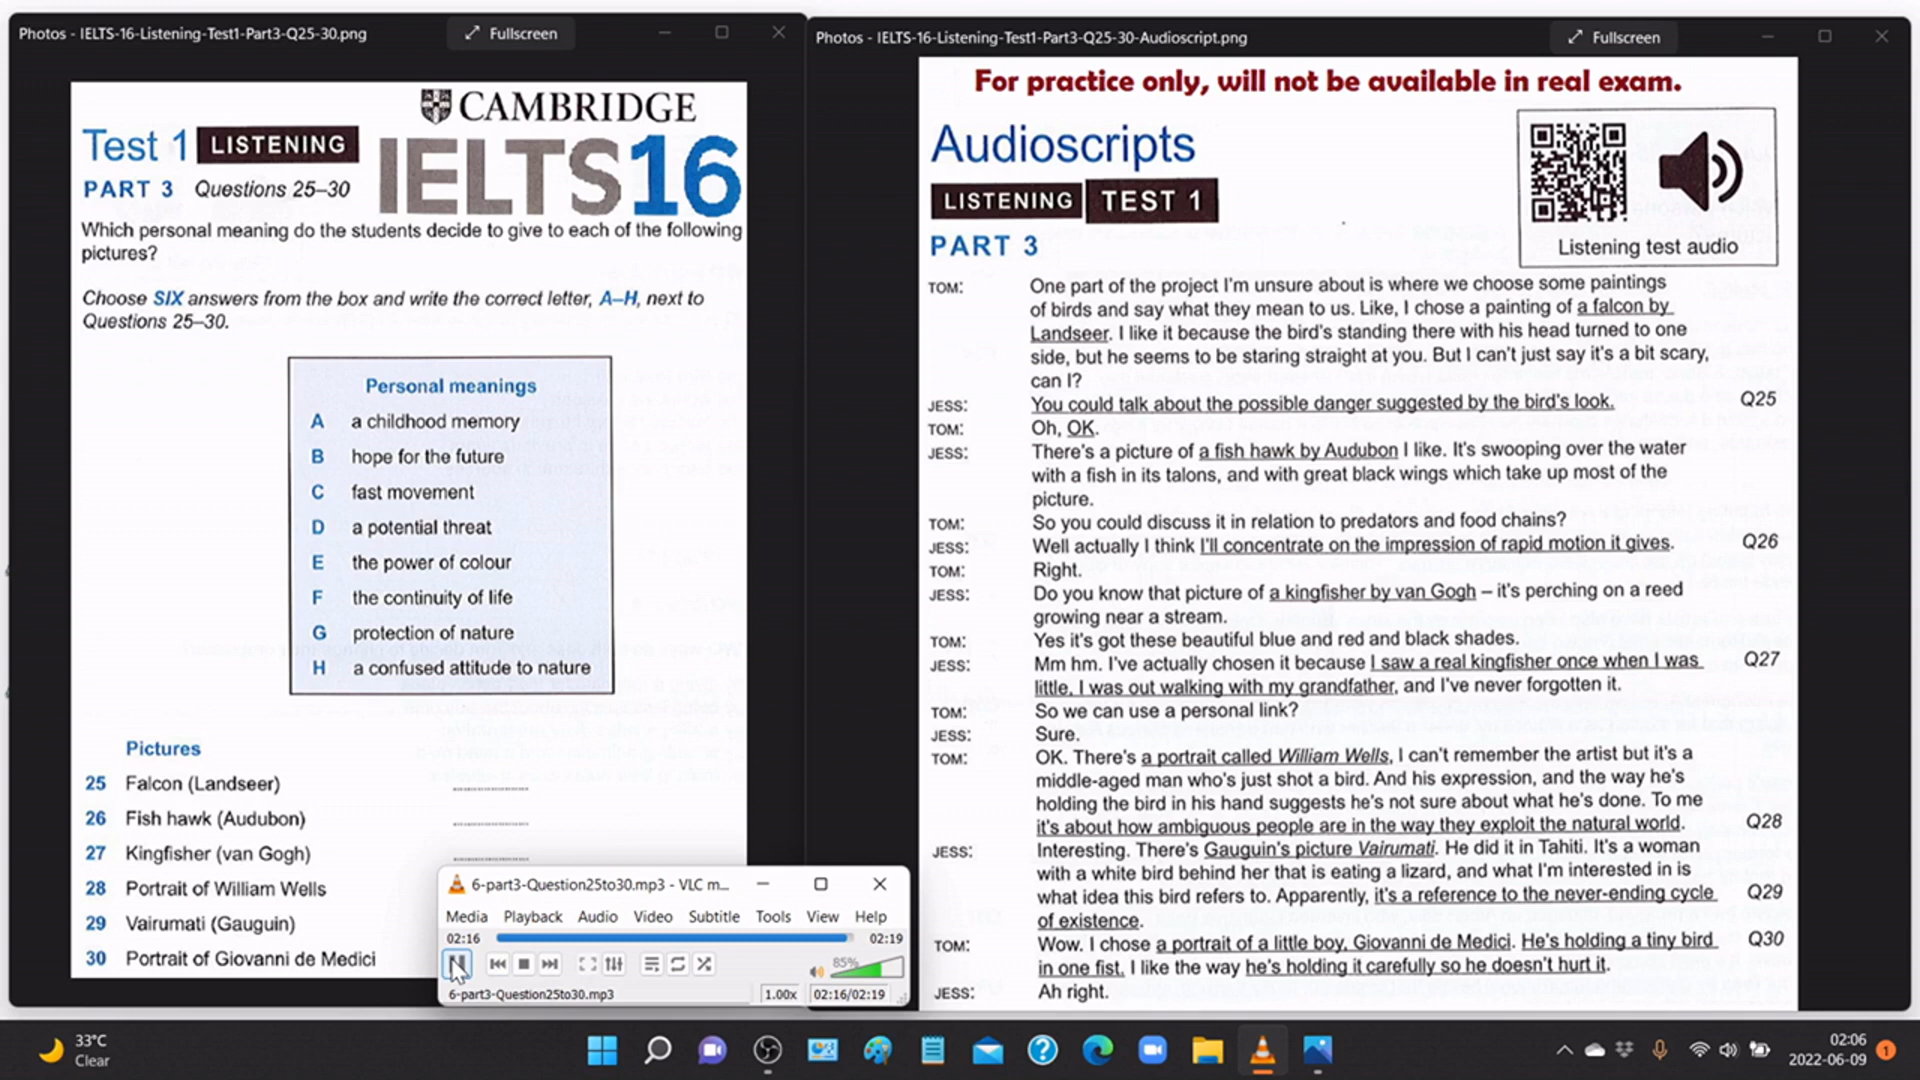 Photos - IELTS-16-Listening-Test1-Part3-Q25-30.png
Fullscreen
CAMBRIDGE
IELTS16
Test 1 LISTENING
PART 3 Questions 25–30
Which personal meaning do the students decide to give to each of the following
pictures?
Choose SIX answers from the box and write the correct letter, A–H, next to
Questions 25–30.
Personal meanings
A a childhood memory
B hope for the future
C fast movement
D a potential threat
E the power of colour
F the continuity of life
G protection of nature
H a confused attitude to nature
Pictures
25 Falcon (Landseer)
26 Fish hawk (Audubon)
27 Kingfisher (van Gogh)
28 Portrait of William Wells
29 Vairumati (Gauguin)
30 Portrait of Giovanni de Medici
6-part3-Question25to30.mp3 - VLC m...
Media Playback Audio Video Subtitle Tools View Help
02:16 02:19
85%
6-part3-Question25to30.mp3 1.00x 02:16/02:19
Photos - IELTS-16-Listening-Test1-Part3-Q25-30-Audioscript.png
Fullscreen
For practice only, will not be available in real exam.
Audioscripts
LISTENING TEST 1
Listening test audio
PART 3
TOM: One part of the project I'm unsure about is where we choose some paintings
of birds and say what they mean to us. Like, I chose a painting of a falcon by
Landseer. I like it because the bird's standing there with his head turned to one
side, but he seems to be staring straight at you. But I can't just say it's a bit scary,
can I?
JESS: You could talk about the possible danger suggested by the bird's look. Q25
TOM: Oh, OK.
JESS: There's a picture of a fish hawk by Audubon I like. It's swooping over the water
with a fish in its talons, and with great black wings which take up most of the
picture.
TOM: So you could discuss it in relation to predators and food chains?
JESS: Well actually I think I'll concentrate on the impression of rapid motion it gives. Q26
TOM: Right.
JESS: Do you know that picture of a kingfisher by van Gogh – it's perching on a reed
growing near a stream.
TOM: Yes it's got these beautiful blue and red and black shades.
JESS: Mm hm. I've actually chosen it because I saw a real kingfisher once when I was Q27
little, I was out walking with my grandfather, and I've never forgotten it.
TOM: So we can use a personal link?
JESS: Sure.
TOM: OK. There's a portrait called William Wells, I can't remember the artist but it's a
middle-aged man who's just shot a bird. And his expression, and the way he's
holding the bird in his hand suggests he's not sure about what he's done. To me
it's about how ambiguous people are in the way they exploit the natural world. Q28
JESS: Interesting. There's Gauguin's picture Vairumati. He did it in Tahiti. It's a woman
with a white bird behind her that is eating a lizard, and what I'm interested in is
what idea this bird refers to. Apparently, it's a reference to the never-ending cycle Q29
of existence.
TOM: Wow. I chose a portrait of a little boy, Giovanni de Medici. He's holding a tiny bird Q30
in one fist. I like the way he's holding it carefully so he doesn't hurt it.
JESS: Ah right.
33°C
Clear
02:06
2022-06-09
1